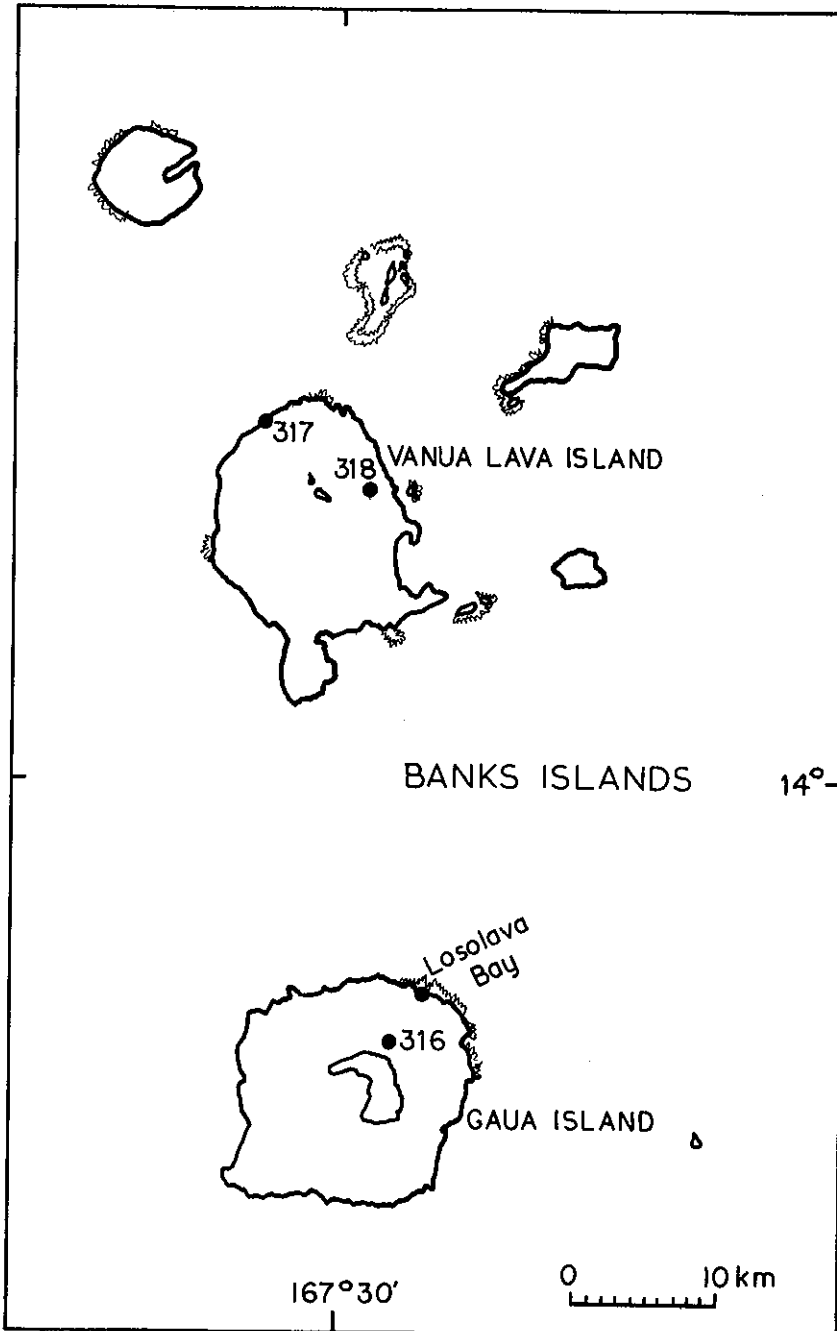 317
318
VANUA LAVA ISLAND
BANKS ISLANDS
14°
Losolava
Bay
316
GAUA ISLAND
167°30'
0 10 km